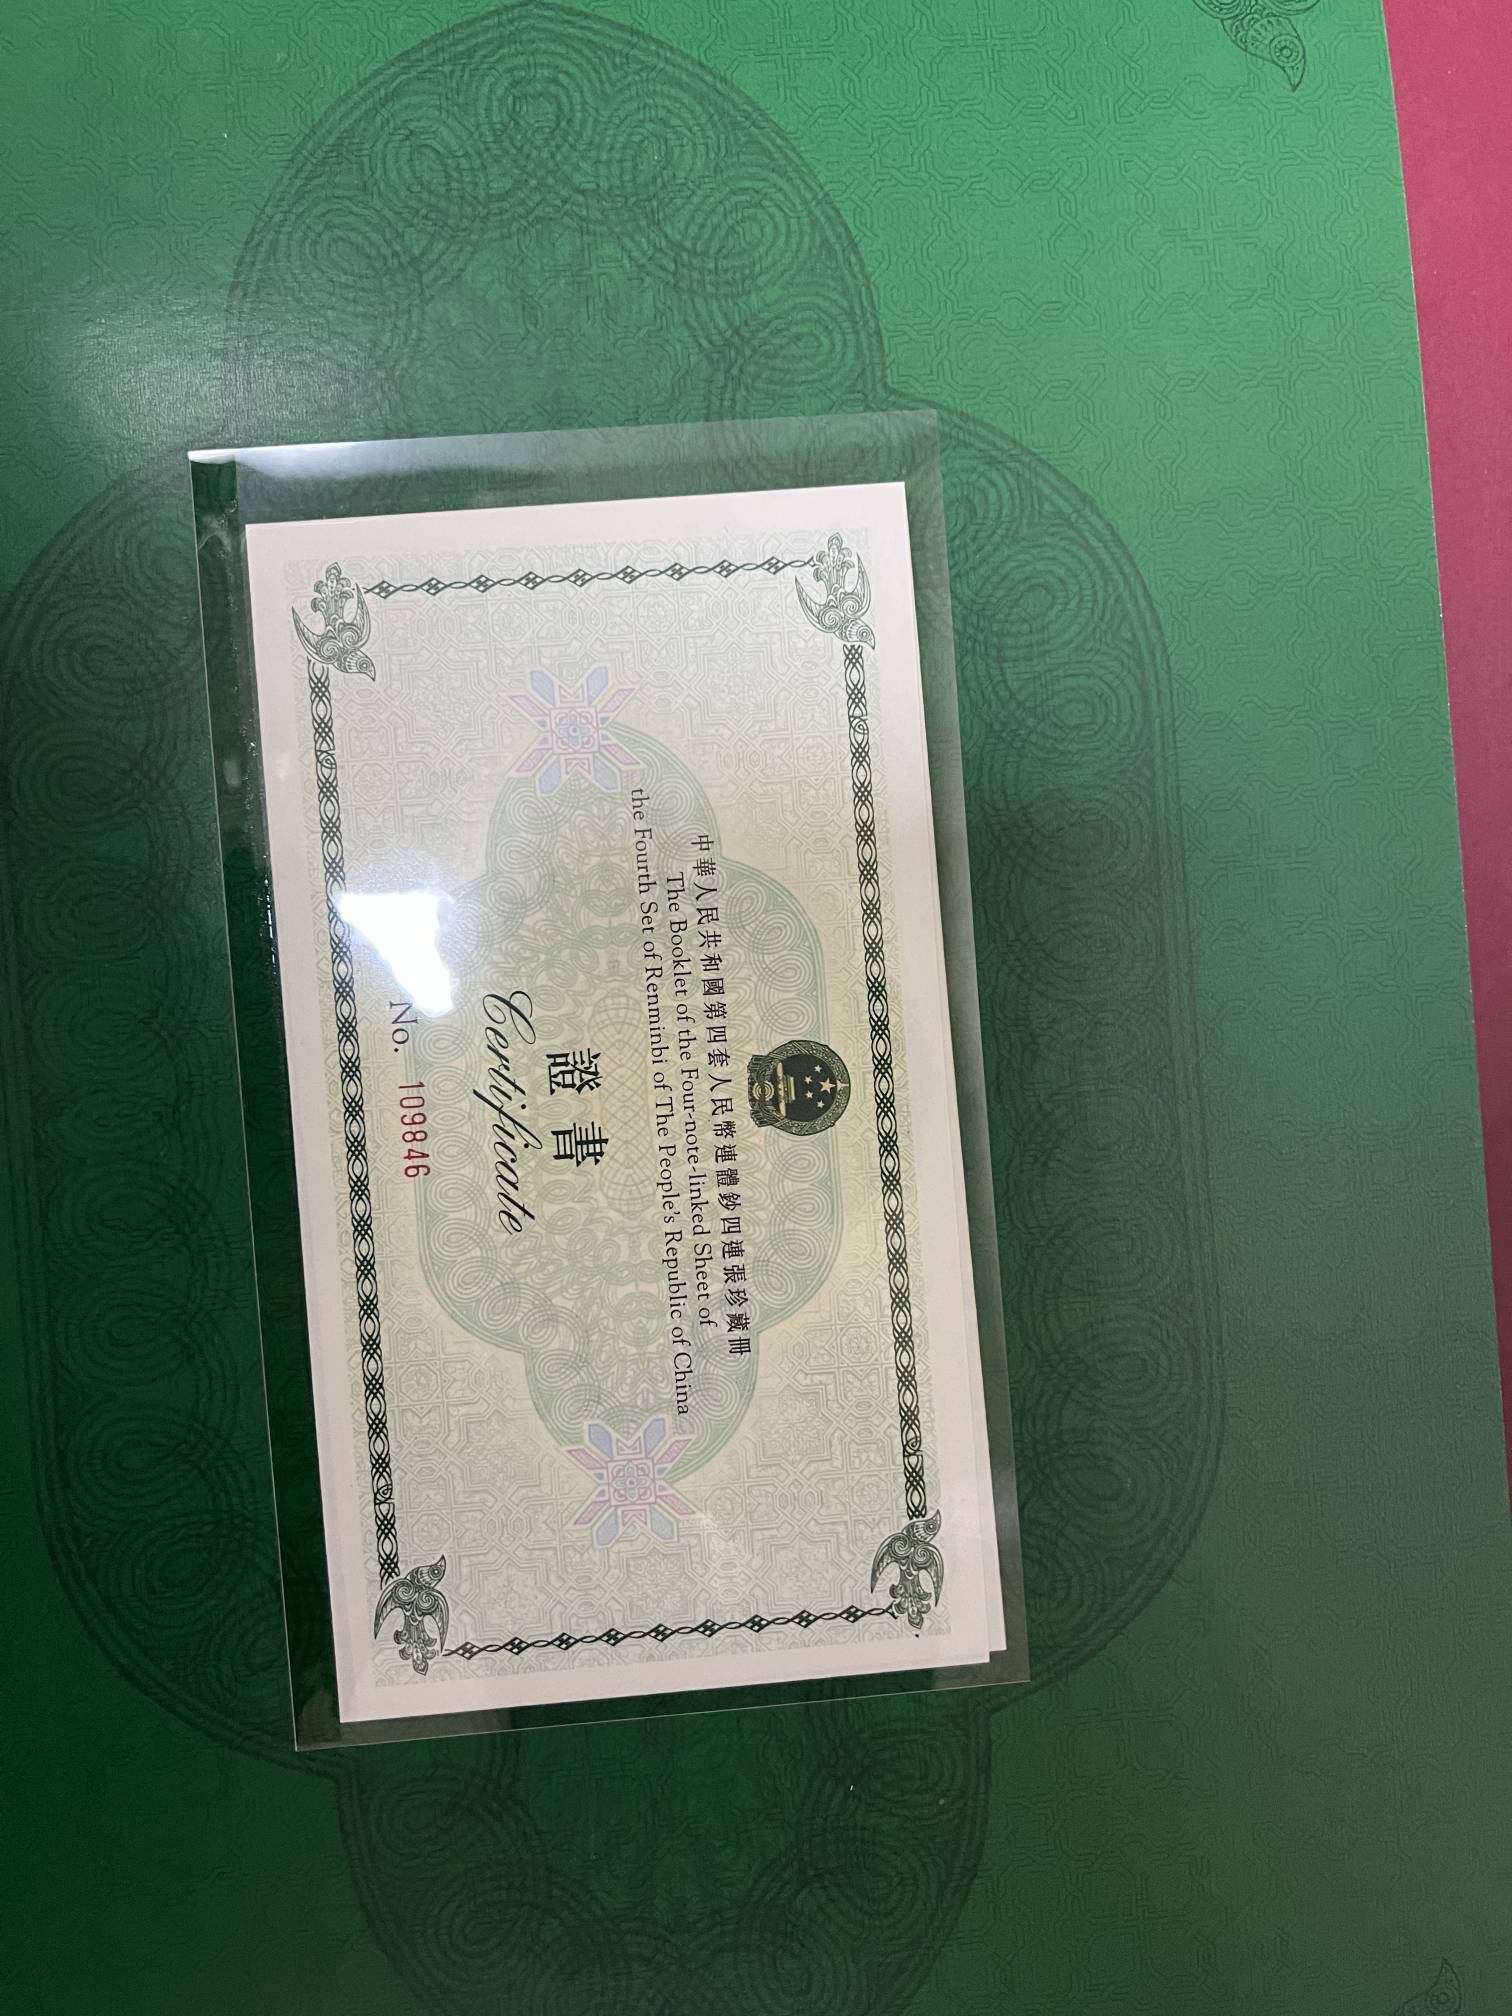 中華人民共和國第四套人民幣連體鈔四連張珍藏冊
The Booklet of the Four-note-linked Sheet of
the Fourth Set of Renminbi of The People's Republic of China
證書
Certificate
No. 109846